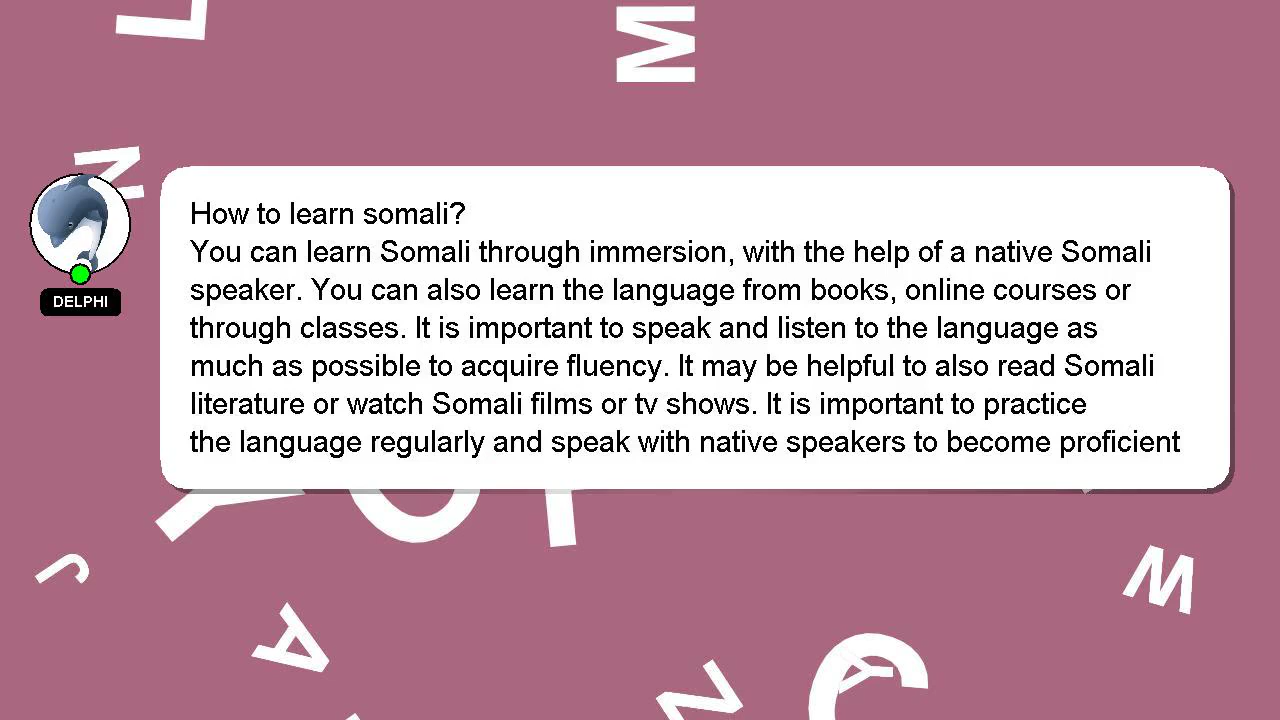 L
M
N
How to learn somali?
You can learn Somali through immersion, with the help of a native Somali
speaker. You can also learn the language from books, online courses or
through classes. It is important to speak and listen to the language as
much as possible to acquire fluency. It may be helpful to also read Somali
literature or watch Somali films or tv shows. It is important to practice
the language regularly and speak with native speakers to become proficient
DELPHI
J
W
A
A
N